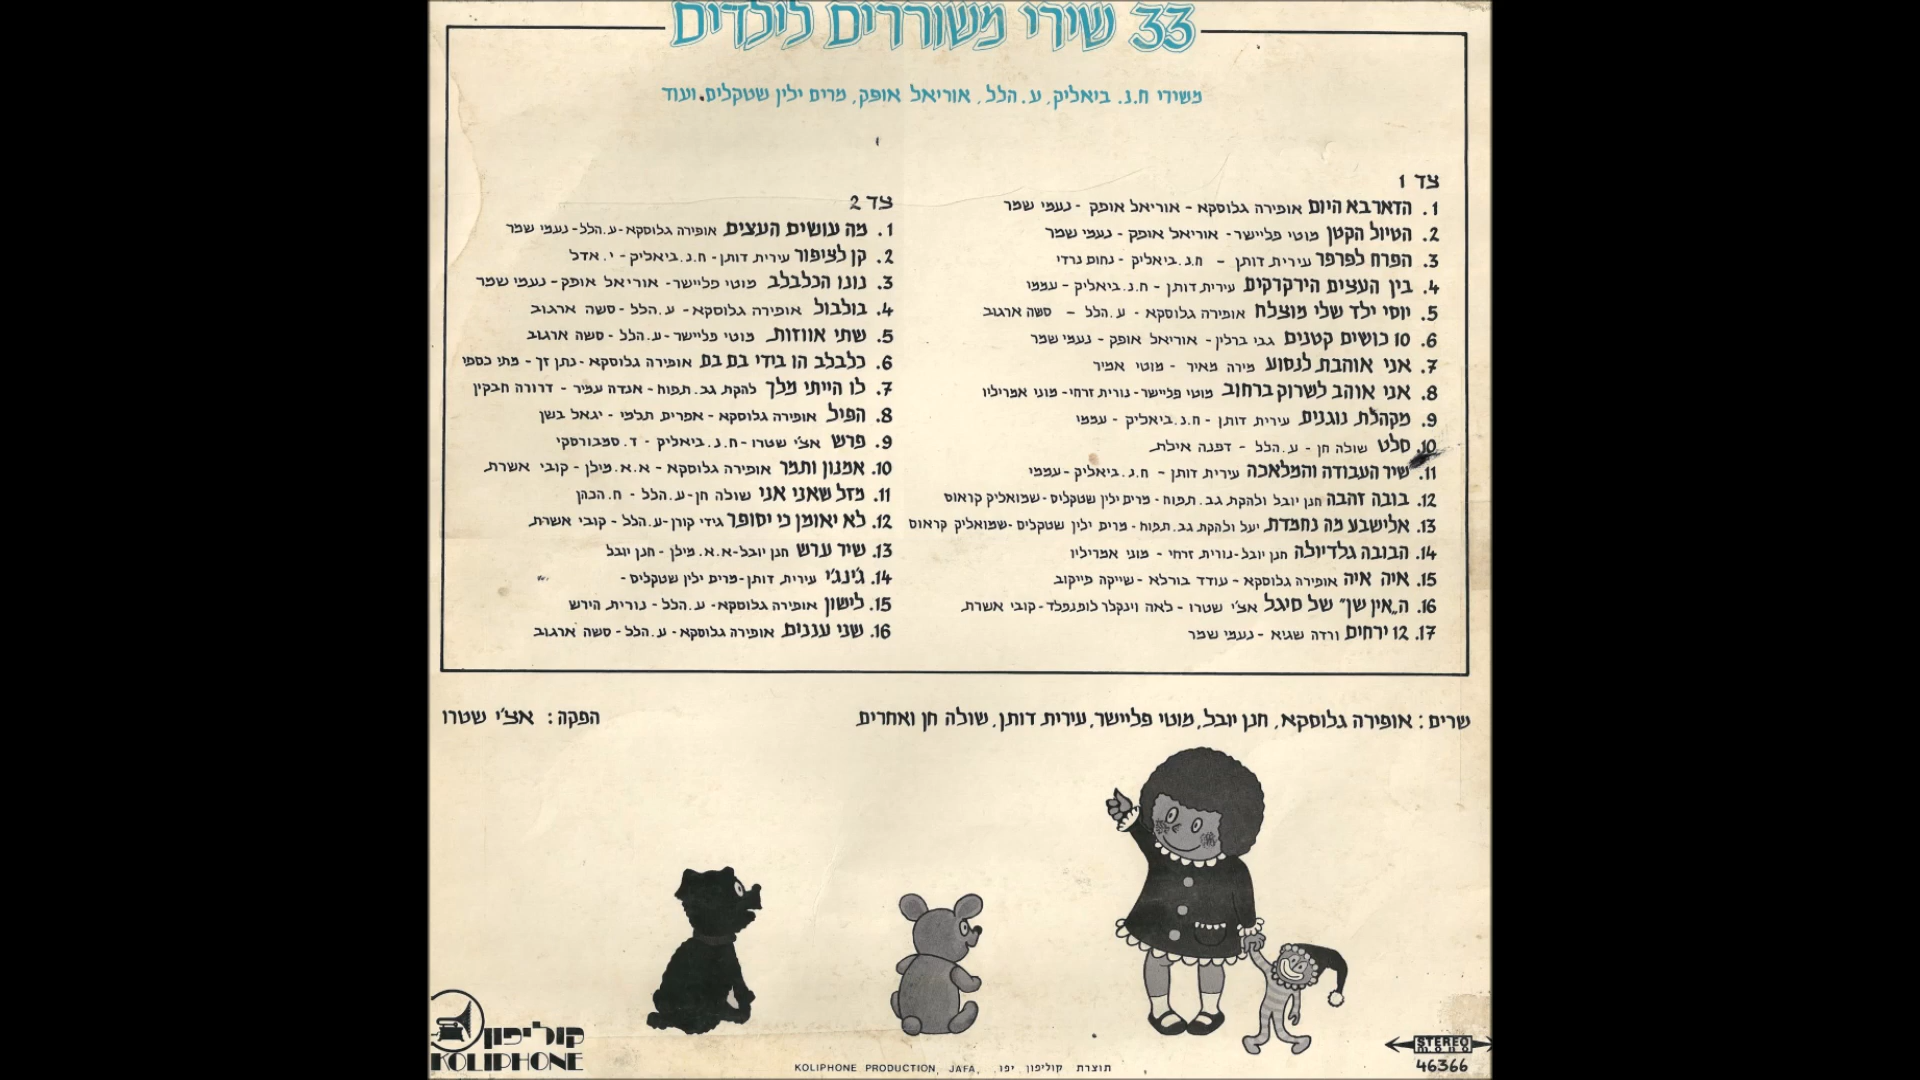 33 שירי משוררים לילדים
משירי ח.נ. ביאליק, ע. הלל, אוריאל אופק, מרים ילין שטקליס. ועוד
צד 1
1. הדאר בא היום אופירה גלוסקא - אוריאל אופק - נעמי שמר
2. הטיול הקטן מוטי פליישר - אוריאל אופק - נעמי שמר
3. הפרח לפרפר עירית דותן - ח.נ. ביאליק - נחום נרדי
4. בין העצים הירקרקים עירית דותן - ח.נ. ביאליק - עממי
5. יוסי ילד שלי מוצלח אופירה גלוסקא - ע. הלל - סשה ארגוב
6. 10 כושים קטנים גבי ברלין - אוריאל אופק - נעמי שמר
7. אני אוהבת לנסוע מירה מאיר - מוטי אמיר
8. אני אוהב לשרוק ברחוב מוטי פליישר - נורית זרחי - מוני אמריליו
9. מקהלת נוגנים עירית דותן - ח.נ. ביאליק - עממי
10. סלט שולה חן - ע. הלל - דפנה אילת
11. שיר העבודה והמלאכה עירית דותן - ח.נ. ביאליק - עממי
12. בובה זהבה חנן יובל ולהקת גב. תפוח - מרים ילין שטקליס - שמואליק קראוס
13. אלישבע מה נחמדת יעל ולהקת גב. תפוח - מרים ילין שטקליס - שמואליק קראוס
14. הבובה גלדיולה חנן יובל - נורית זרחי - מוני אמריליו
15. איה איה אופירה גלוסקא - עודד בורלא - שייקה פייקוב
16. ה"אין שן" של סיגל אצ'י שטרו - לאה וינקלר לופנפלד - קובי אשרת
17. 12 ירחים ורדה שגיא - נעמי שמר
צד 2
1. מה עושים העצים אופירה גלוסקא - ע. הלל - נעמי שמר
2. קן לציפור עירית דותן - ח.נ. ביאליק - י. אדל
3. נונו הכלבלב מוטי פליישר - אוריאל אופק - נעמי שמר
4. בולבול אופירה גלוסקא - ע. הלל - סשה ארגוב
5. שתי אווזות מוטי פליישר - ע. הלל - סשה ארגוב
6. כלבלב הו בידי בם בם אופירה גלוסקא - נתן זך - מתי כספי
7. לו הייתי מלך להקת גב. תפוח - אנדה עמיר - דרורה חבקין
8. הפיל אופירה גלוסקא - אפרים תלמי - יגאל בשן
9. פרש אצ'י שטרו - ח.נ. ביאליק - ד. סמבורסקי
10. אמנון ותמר אופירה גלוסקא - א.א. מילן - קובי אשרת
11. מזל שאני אני שולה חן - ע. הלל - ח. הכהן
12. לא יאומן כי יסופר גידי קורן - ע. הלל - קובי אשרת
13. שיר ערש חנן יובל - א.א. מילן - חנן יובל
14. ג'ינג'י עירית דותן - מרים ילין שטקליס -
15. לישון אופירה גלוסקא - ע. הלל - נורית הירש
16. שני עננים אופירה גלוסקא - ע. הלל - סשה ארגוב
שרים: אופירה גלוסקא, חנן יובל, מוטי פליישר, עירית דותן, שולה חן ואחרים
הפקה: אצ'י שטרו
קוליפון
KOLIPHONE
KOLIPHONE PRODUCTION, JAFA, תוצרת קוליפון יפו.
STEREO
MONO
46366